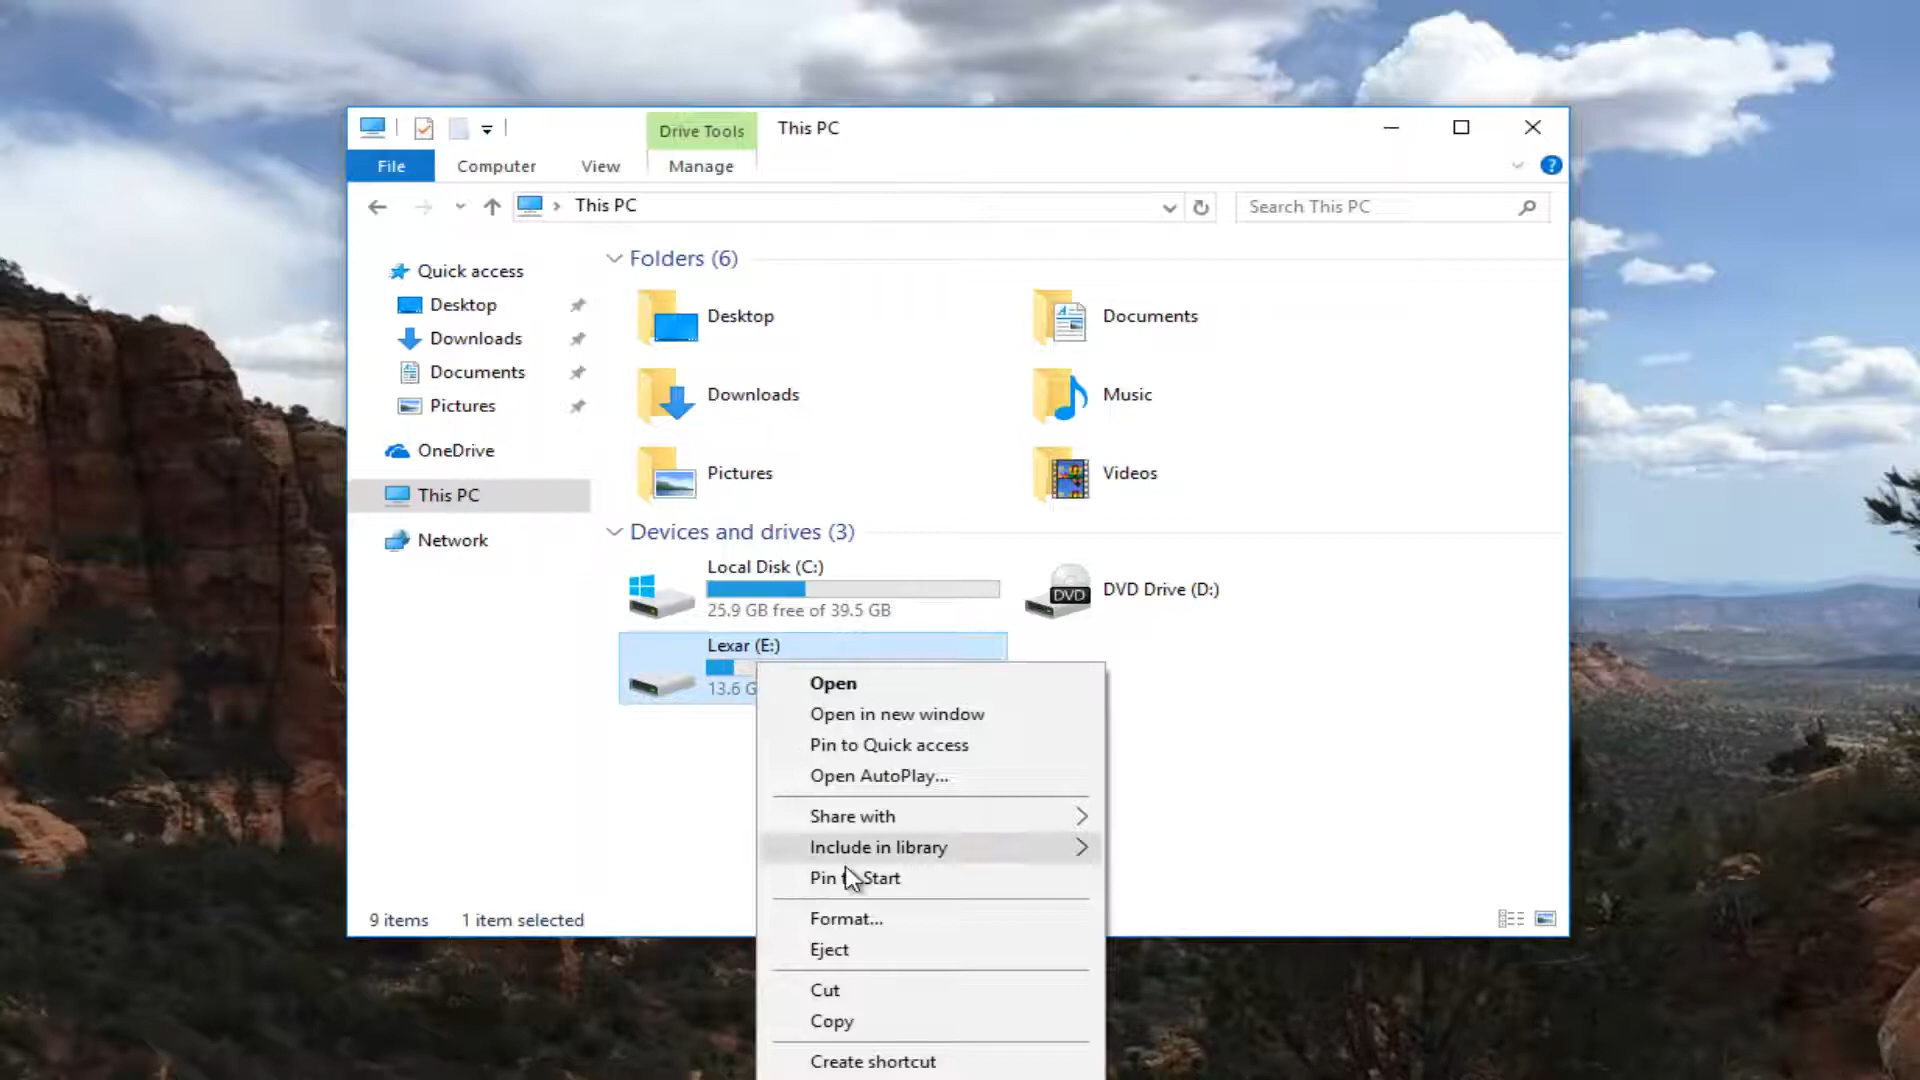 Drive Tools
This PC
File
Computer
View
Manage
?
This PC
Search This PC
Quick access
Desktop
Downloads
Documents
Pictures
OneDrive
This PC
Network
Folders (6)
Desktop
Documents
Downloads
Music
Pictures
Videos
Devices and drives (3)
Local Disk (C:)
25.9 GB free of 39.5 GB
DVD
DVD Drive (D:)
Lexar (E:)
13.6 G
Open
Open in new window
Pin to Quick access
Open AutoPlay...
Share with
Include in library
Pin t Start
Format...
Eject
Cut
Copy
Create shortcut
9 items
1 item selected